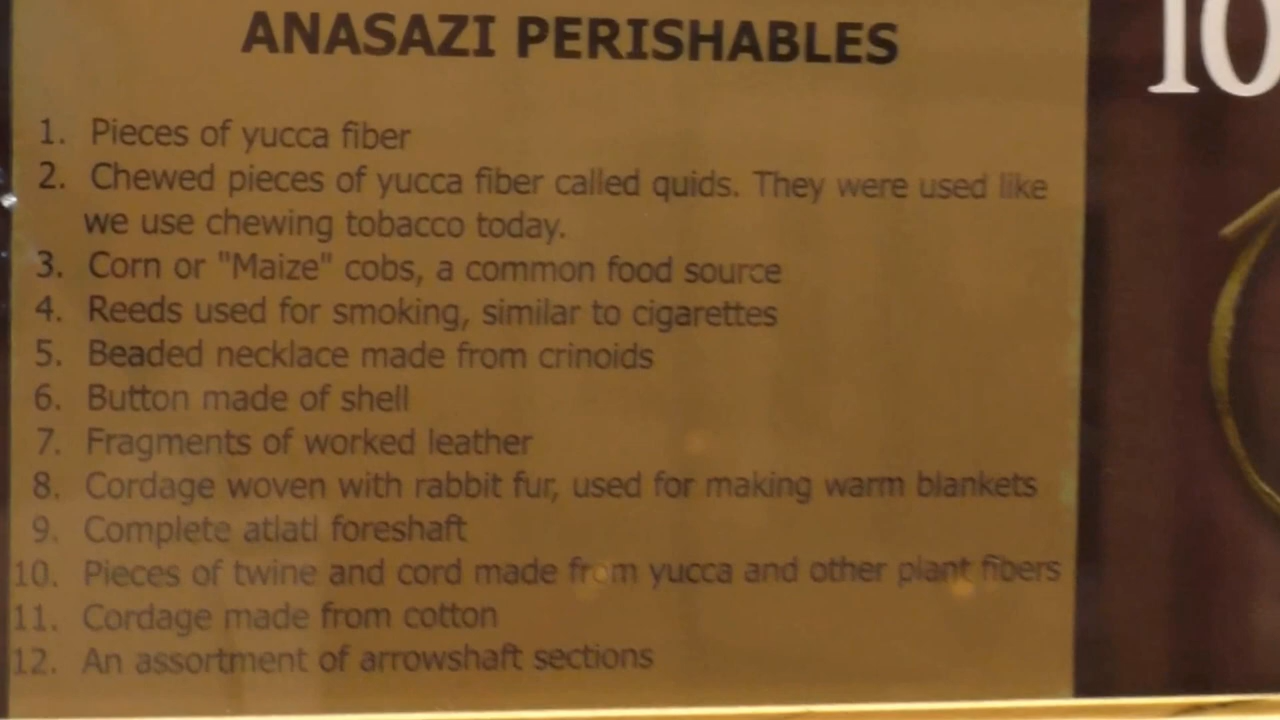 ANASAZI PERISHABLES
1. Pieces of yucca fiber
2. Chewed pieces of yucca fiber called quids. They were used like
we use chewing tobacco today.
3. Corn or "Maize" cobs, a common food source
4. Reeds used for smoking, similar to cigarettes
5. Beaded necklace made from crinoids
6. Button made of shell
7. Fragments of worked leather
8. Cordage woven with rabbit fur, used for making warm blankets
9. Complete atlatl foreshaft
10. Pieces of twine and cord made from yucca and other plant fibers
11. Cordage made from cotton
12. An assortment of arrowshaft sections
10